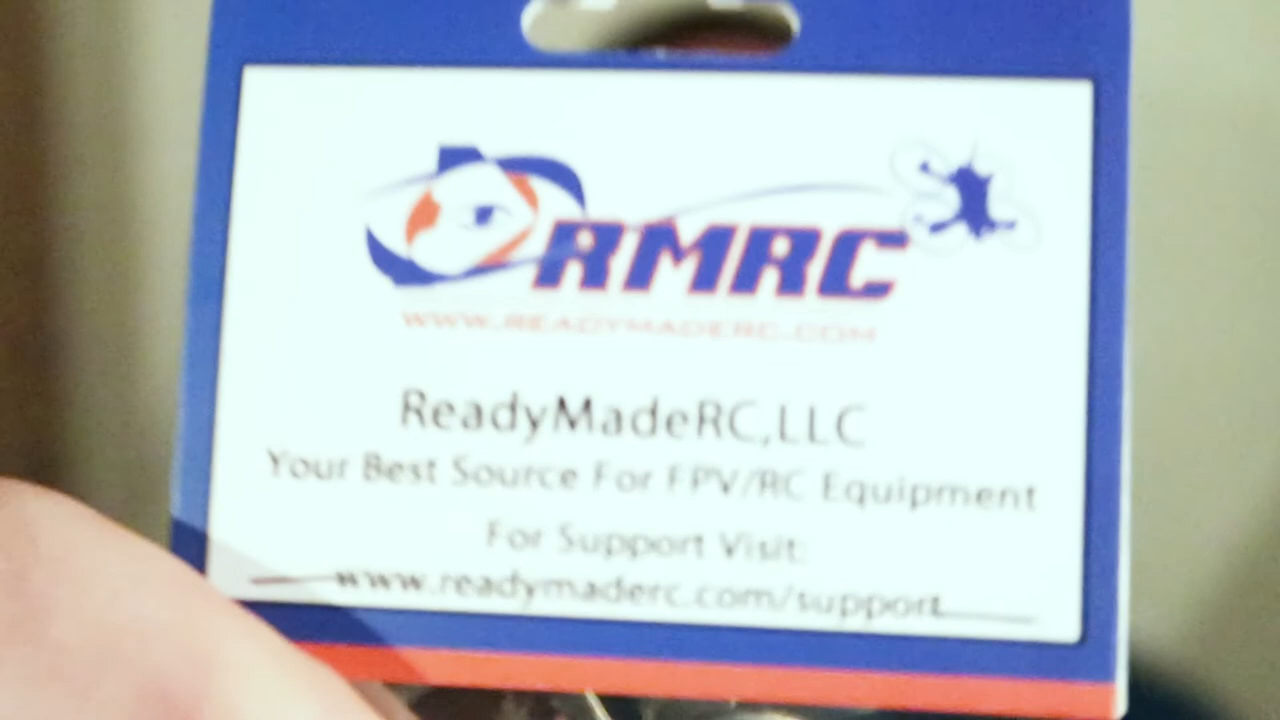 RMRC
WWW.READYMADERC.COM
ReadyMadeRC,LLC
Your Best Source For FPV/RC Equipment
For Support Visit:
www.readymaderc.com/support